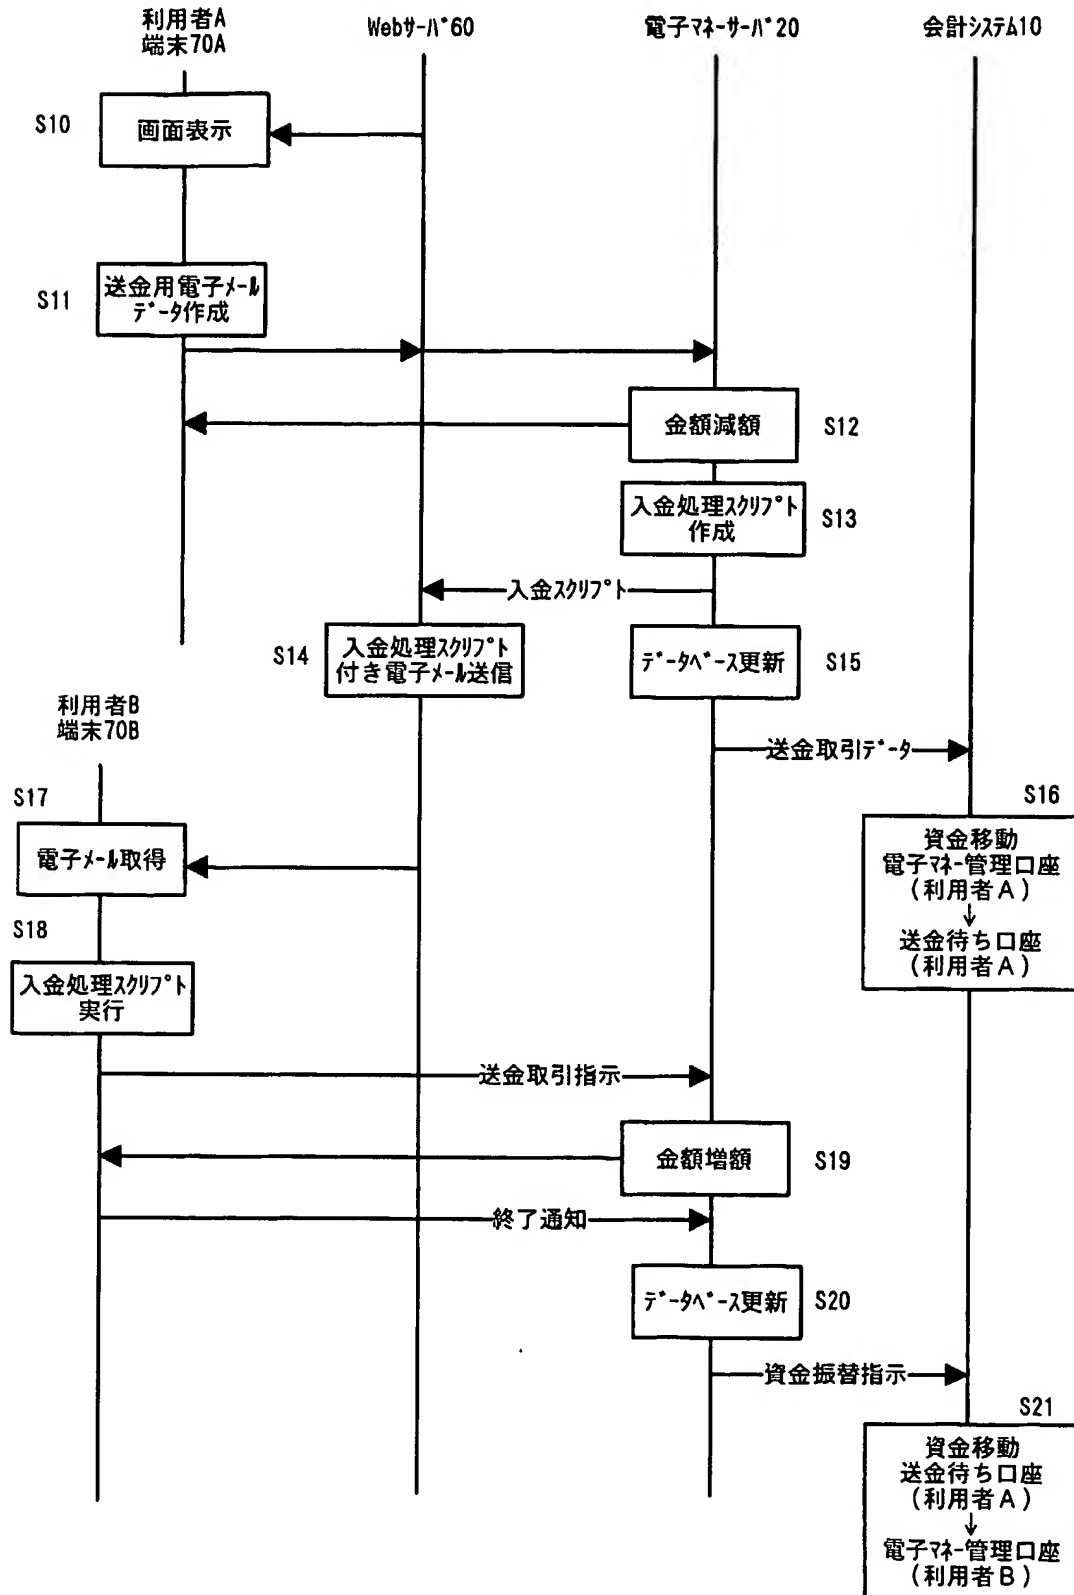 利用者A
端末70A
Webｻｰﾊﾞ60
電子ﾏﾈｰｻｰﾊﾞ20
会計ｼｽﾃﾑ10
S10
画面表示
S11
送金用電子ﾒｰﾙ
ﾃﾞｰﾀ作成
金額減額
S12
入金処理ｽｸﾘﾌﾟﾄ
作成
S13
入金ｽｸﾘﾌﾟﾄ
S14
入金処理ｽｸﾘﾌﾟﾄ
付き電子ﾒｰﾙ送信
ﾃﾞｰﾀﾍﾞｰｽ更新
S15
利用者B
端末70B
送金取引ﾃﾞｰﾀ
S16
資金移動
電子ﾏﾈｰ管理口座
(利用者A)
↓
送金待ち口座
(利用者A)
S17
電子ﾒｰﾙ取得
S18
入金処理ｽｸﾘﾌﾟﾄ
実行
送金取引指示
金額増額
S19
終了通知
ﾃﾞｰﾀﾍﾞｰｽ更新
S20
資金振替指示
S21
資金移動
送金待ち口座
(利用者A)
↓
電子ﾏﾈｰ管理口座
(利用者B)